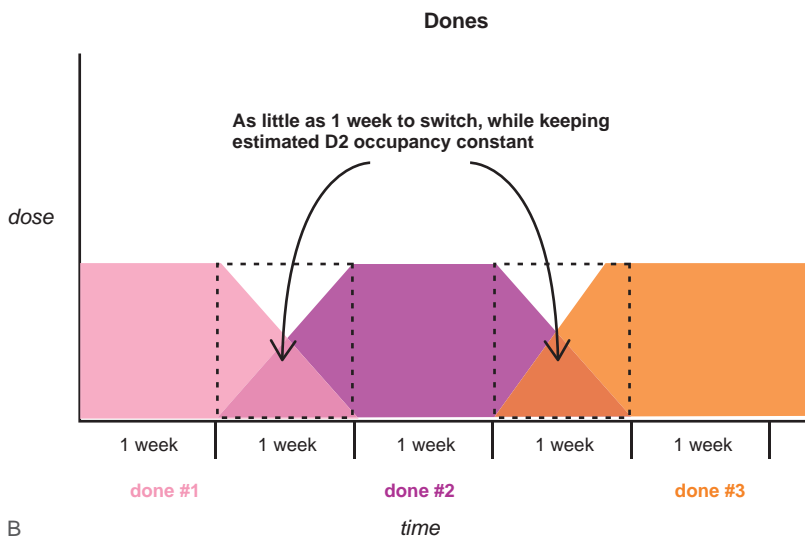 Dones
As little as 1 week to switch, while keeping
estimated D2 occupancy constant
dose
1 week
1 week
1 week
1 week
1 week
done #1
done #2
done #3
B
time